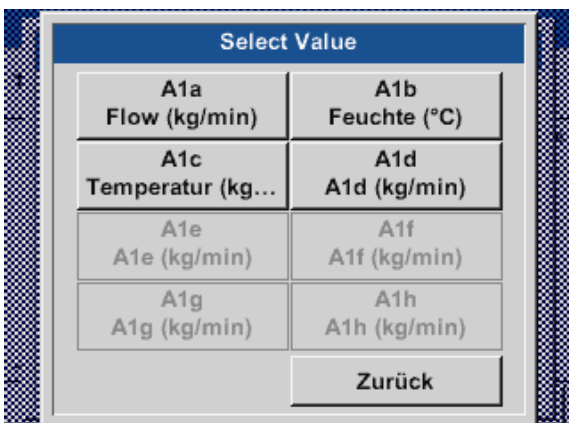 Select Value
A1a
Flow (kg/min)
A1b
Feuchte (°C)
A1c
Temperatur (kg...
A1d
A1d (kg/min)
A1e
A1e (kg/min)
A1f
A1f (kg/min)
A1g
A1g (kg/min)
A1h
A1h (kg/min)
Zurück